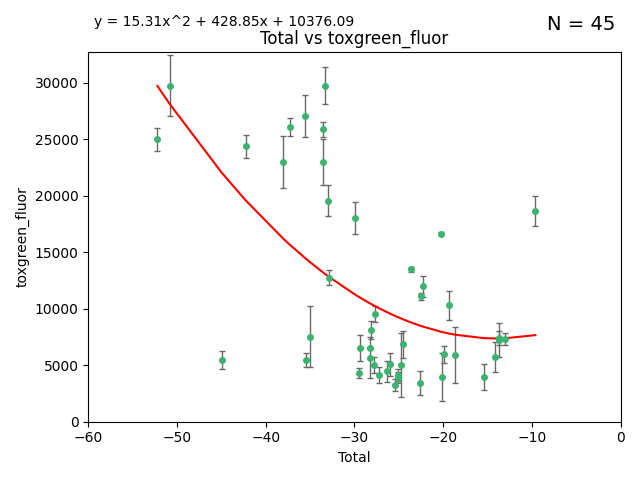 y = 15.31x^2 + 428.85x + 10376.09
N = 45
Total vs toxgreen_fluor
30000
25000
20000
15000
10000
5000
0
toxgreen_fluor
−60 −50 −40 −30 −20 −10 0
Total